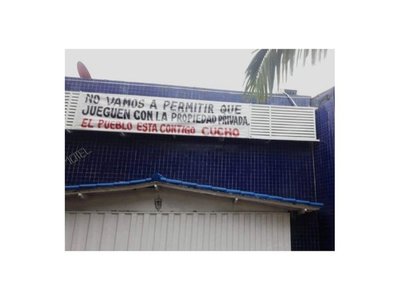 NO VAMOS A PERMITIR QUE
JUEGUEN CON LA PROPIEDAD PRIVADA.
EL PUEBLO ESTA CONTIGO CUCHO